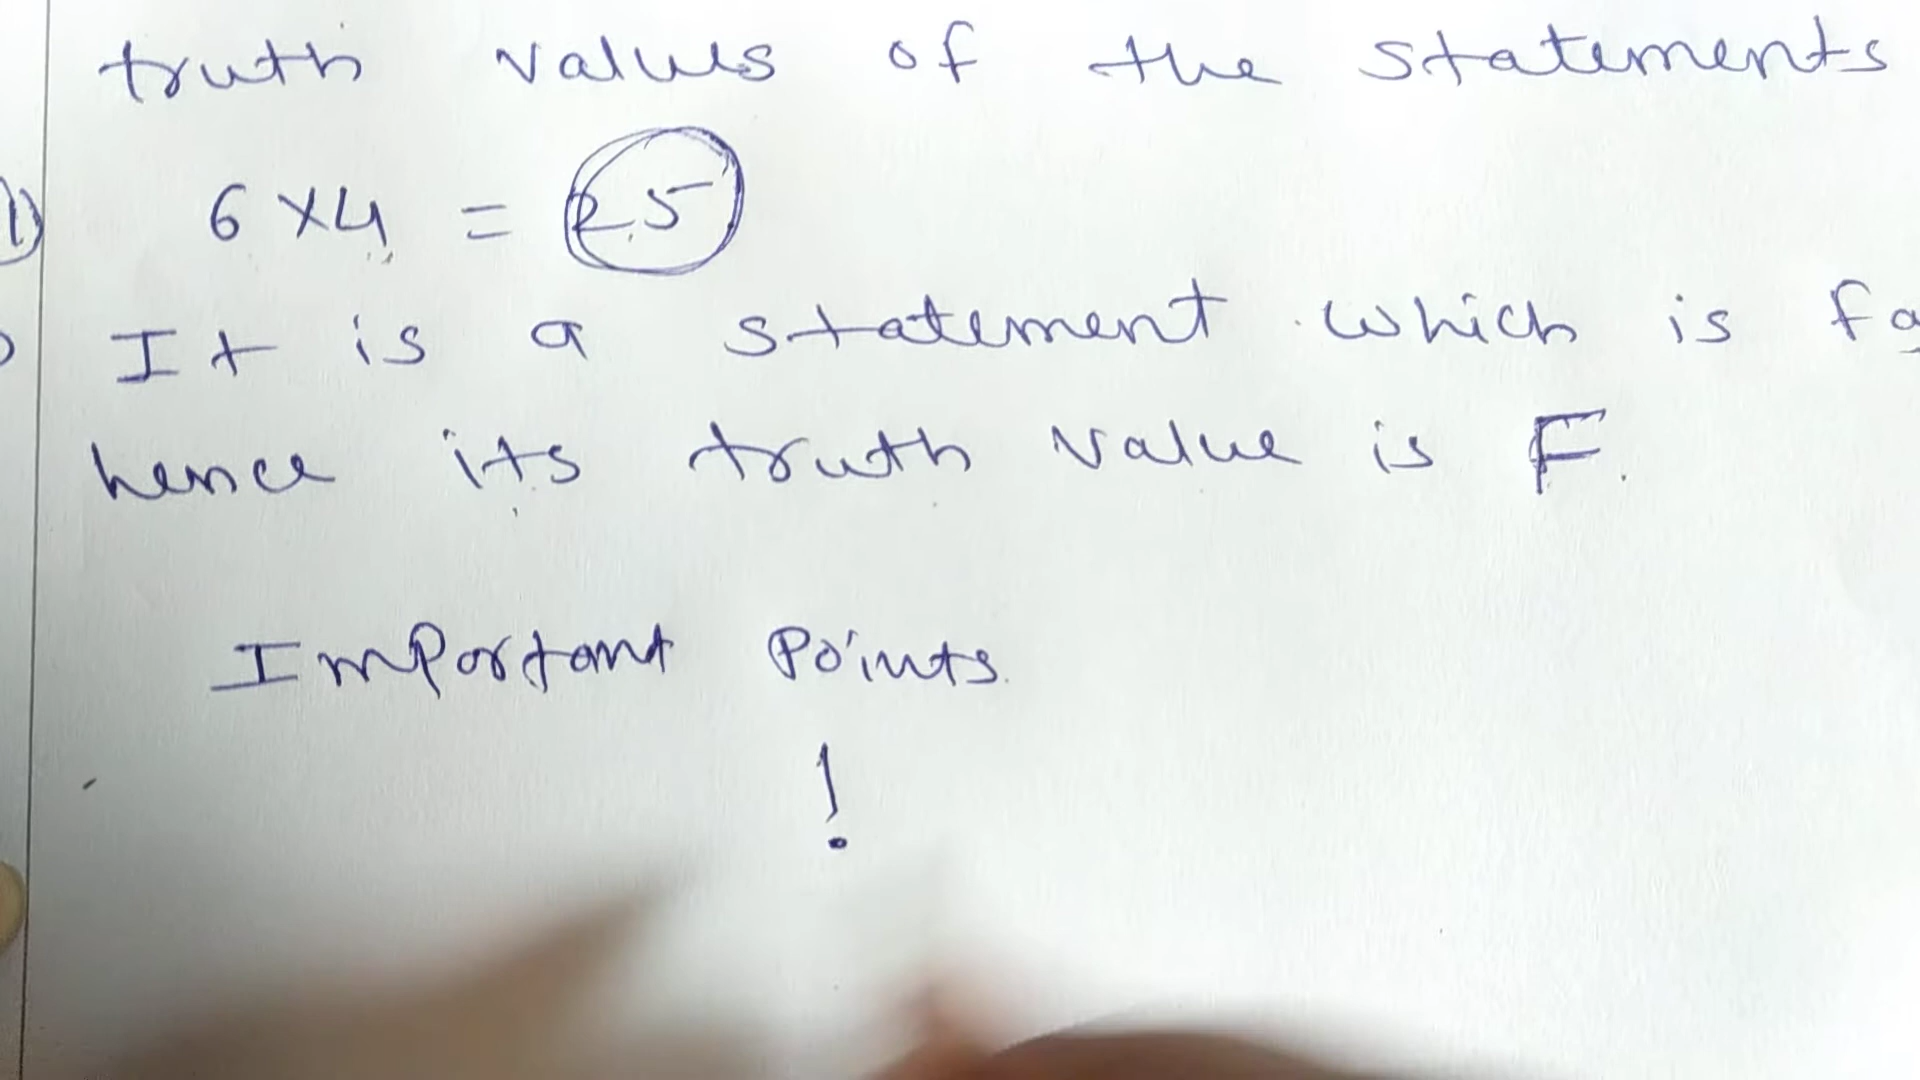 truth values of the statements
1) 6 x 4 = 25
It is a statement which is fa
hence its truth value is F.
Important Points
!